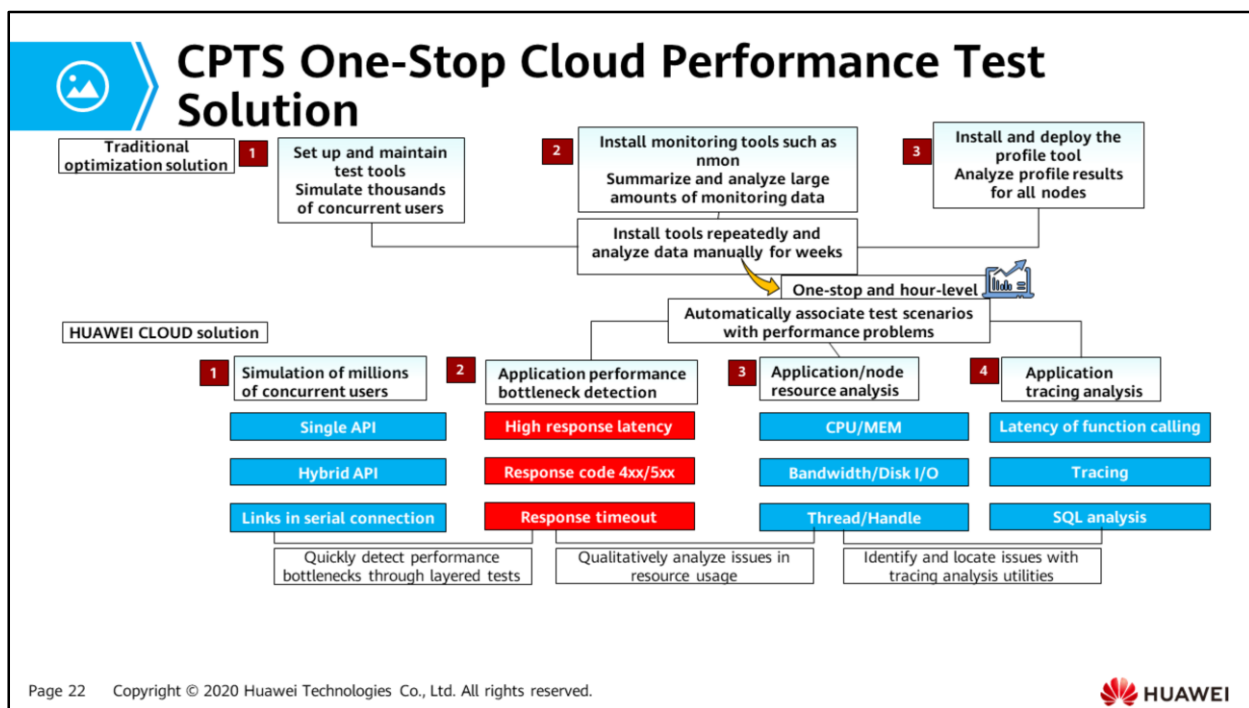 CPTS One-Stop Cloud Performance Test
Solution
Traditional
optimization solution
1
Set up and maintain
test tools
Simulate thousands
of concurrent users
2
Install monitoring tools such as
nmon
Summarize and analyze large
amounts of monitoring data
3
Install and deploy the
profile tool
Analyze profile results
for all nodes
Install tools repeatedly and
analyze data manually for weeks
One-stop and hour-level
Automatically associate test scenarios
with performance problems
HUAWEI CLOUD solution
1
Simulation of millions
of concurrent users
2
Application performance
bottleneck detection
3
Application/node
resource analysis
4
Application
tracing analysis
Single API
High response latency
CPU/MEM
Latency of function calling
Hybrid API
Response code 4xx/5xx
Bandwidth/Disk I/O
Tracing
Links in serial connection
Response timeout
Thread/Handle
SQL analysis
Quickly detect performance
bottlenecks through layered tests
Qualitatively analyze issues in
resource usage
Identify and locate issues with
tracing analysis utilities
Page 22 Copyright © 2020 Huawei Technologies Co., Ltd. All rights reserved.
HUAWEI